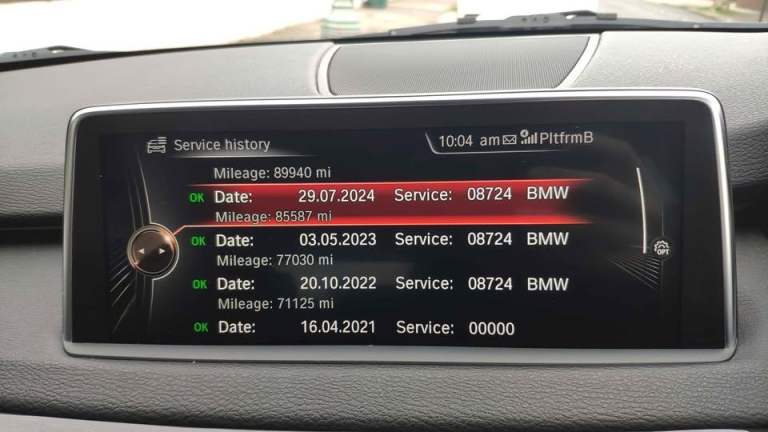 Service history
10:04 am PltfrmB
Mileage: 89940 mi
OK Date: 29.07.2024 Service: 08724 BMW
Mileage: 85587 mi
OK Date: 03.05.2023 Service: 08724 BMW
Mileage: 77030 mi
OK Date: 20.10.2022 Service: 08724 BMW
Mileage: 71125 mi
OK Date: 16.04.2021 Service: 00000
OPT